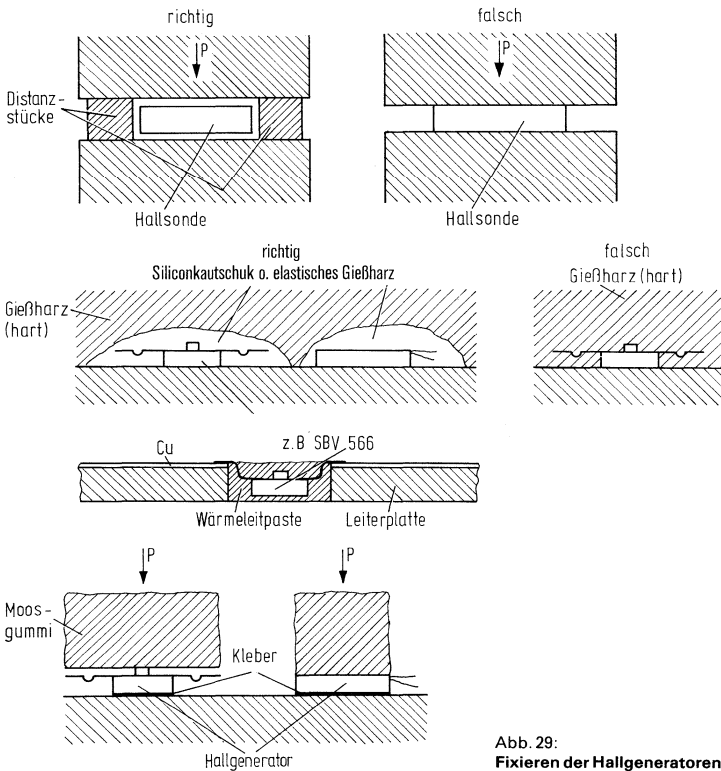 richtig
falsch
P
P
Distanz-
stücke
Hallsonde
Hallsonde
richtig
Siliconkautschuk o. elastisches Gießharz
falsch
Gießharz (hart)
Gießharz
(hart)
Cu
z.B SBV 566
Wärmeleitpaste
Leiterplatte
P
P
Moos-
gummi
Kleber
Hallgenerator
Abb. 29:
Fixieren der Hallgeneratoren